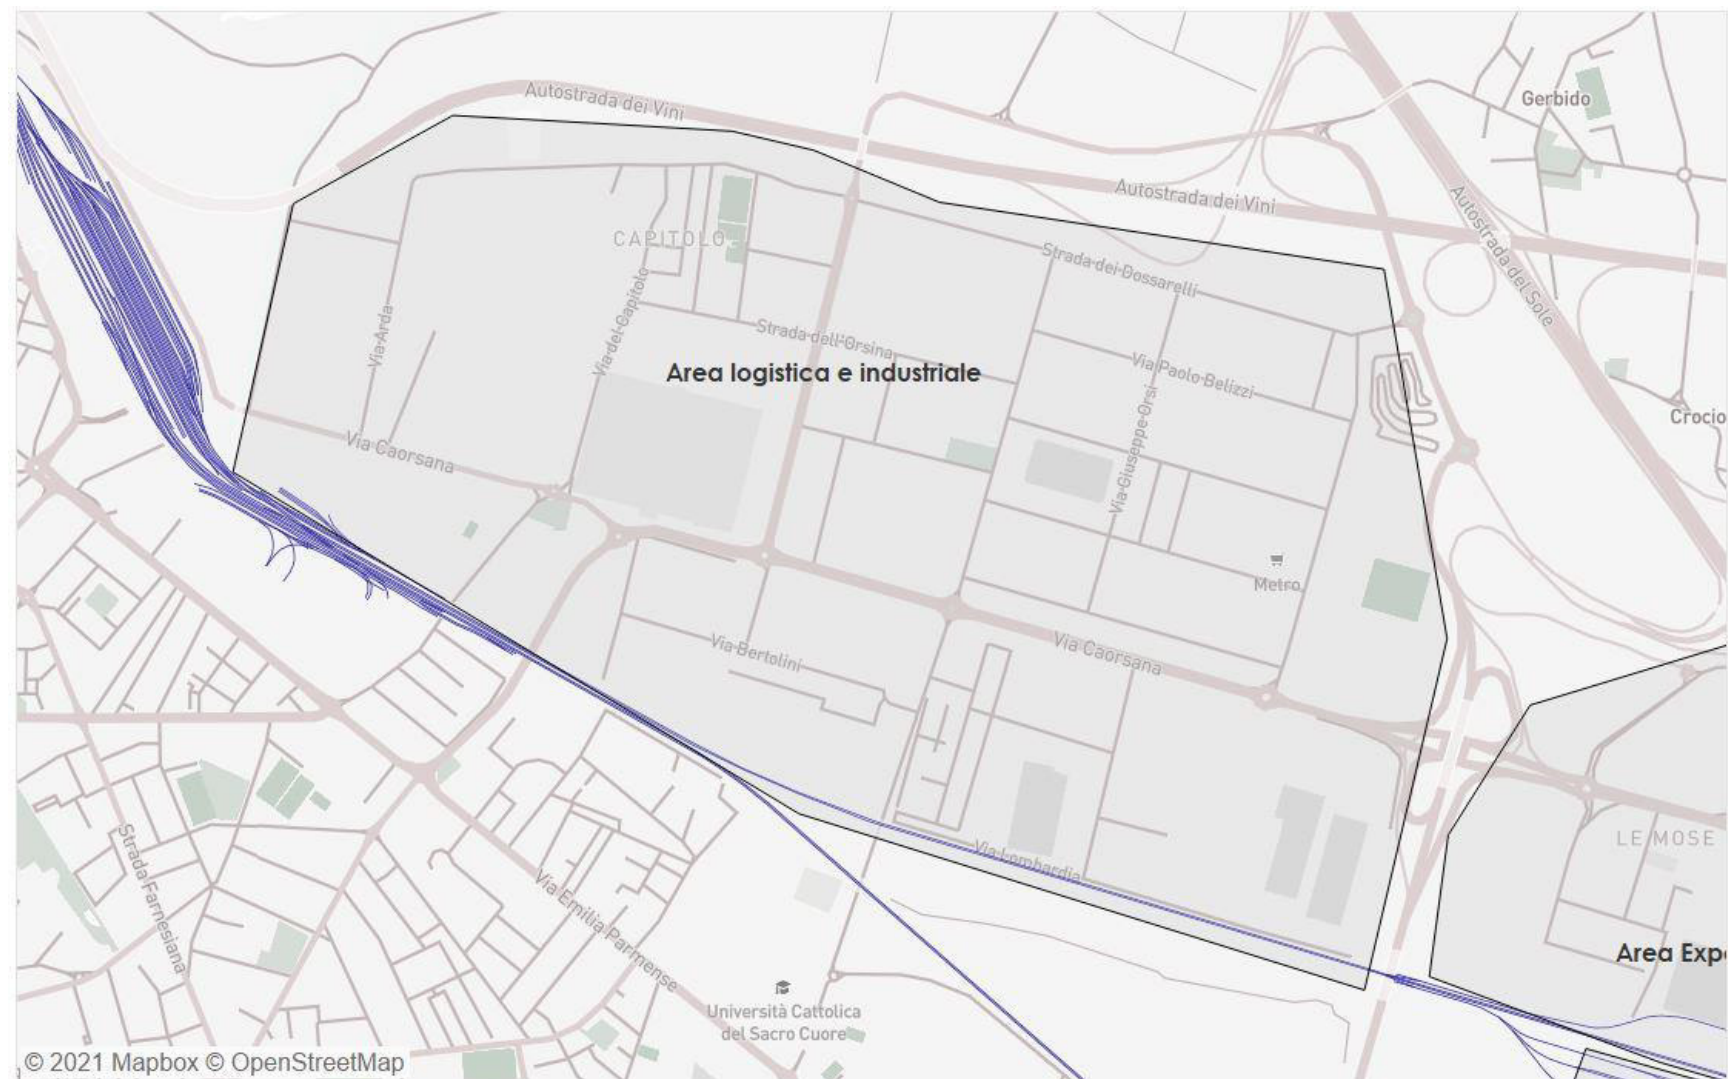 Autostrada dei Vini
Gerbido
Autostrada dei Vini
Autostrada del Sole
CAPITOLO
Strada dei Dossarelli
Via del Capitolo
Via Arda
Strada dell'Orsina
Via Paolo Belizzi
Area logistica e industriale
Via Giuseppe Orsi
Crocio
Via Caorsana
Metro
Via Bertolini
Via Caorsana
LE MOSE
Via Lombardia
Strada Farnesiana
Via Emilia Parmense
Area Exp
Università Cattolica
del Sacro Cuore
© 2021 Mapbox © OpenStreetMap